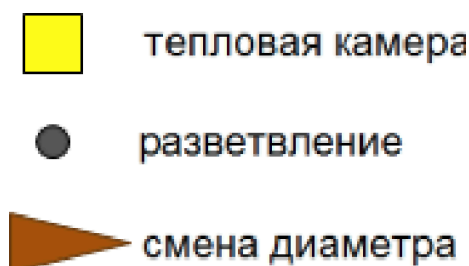 тепловая камера
разветвление
смена диаметра